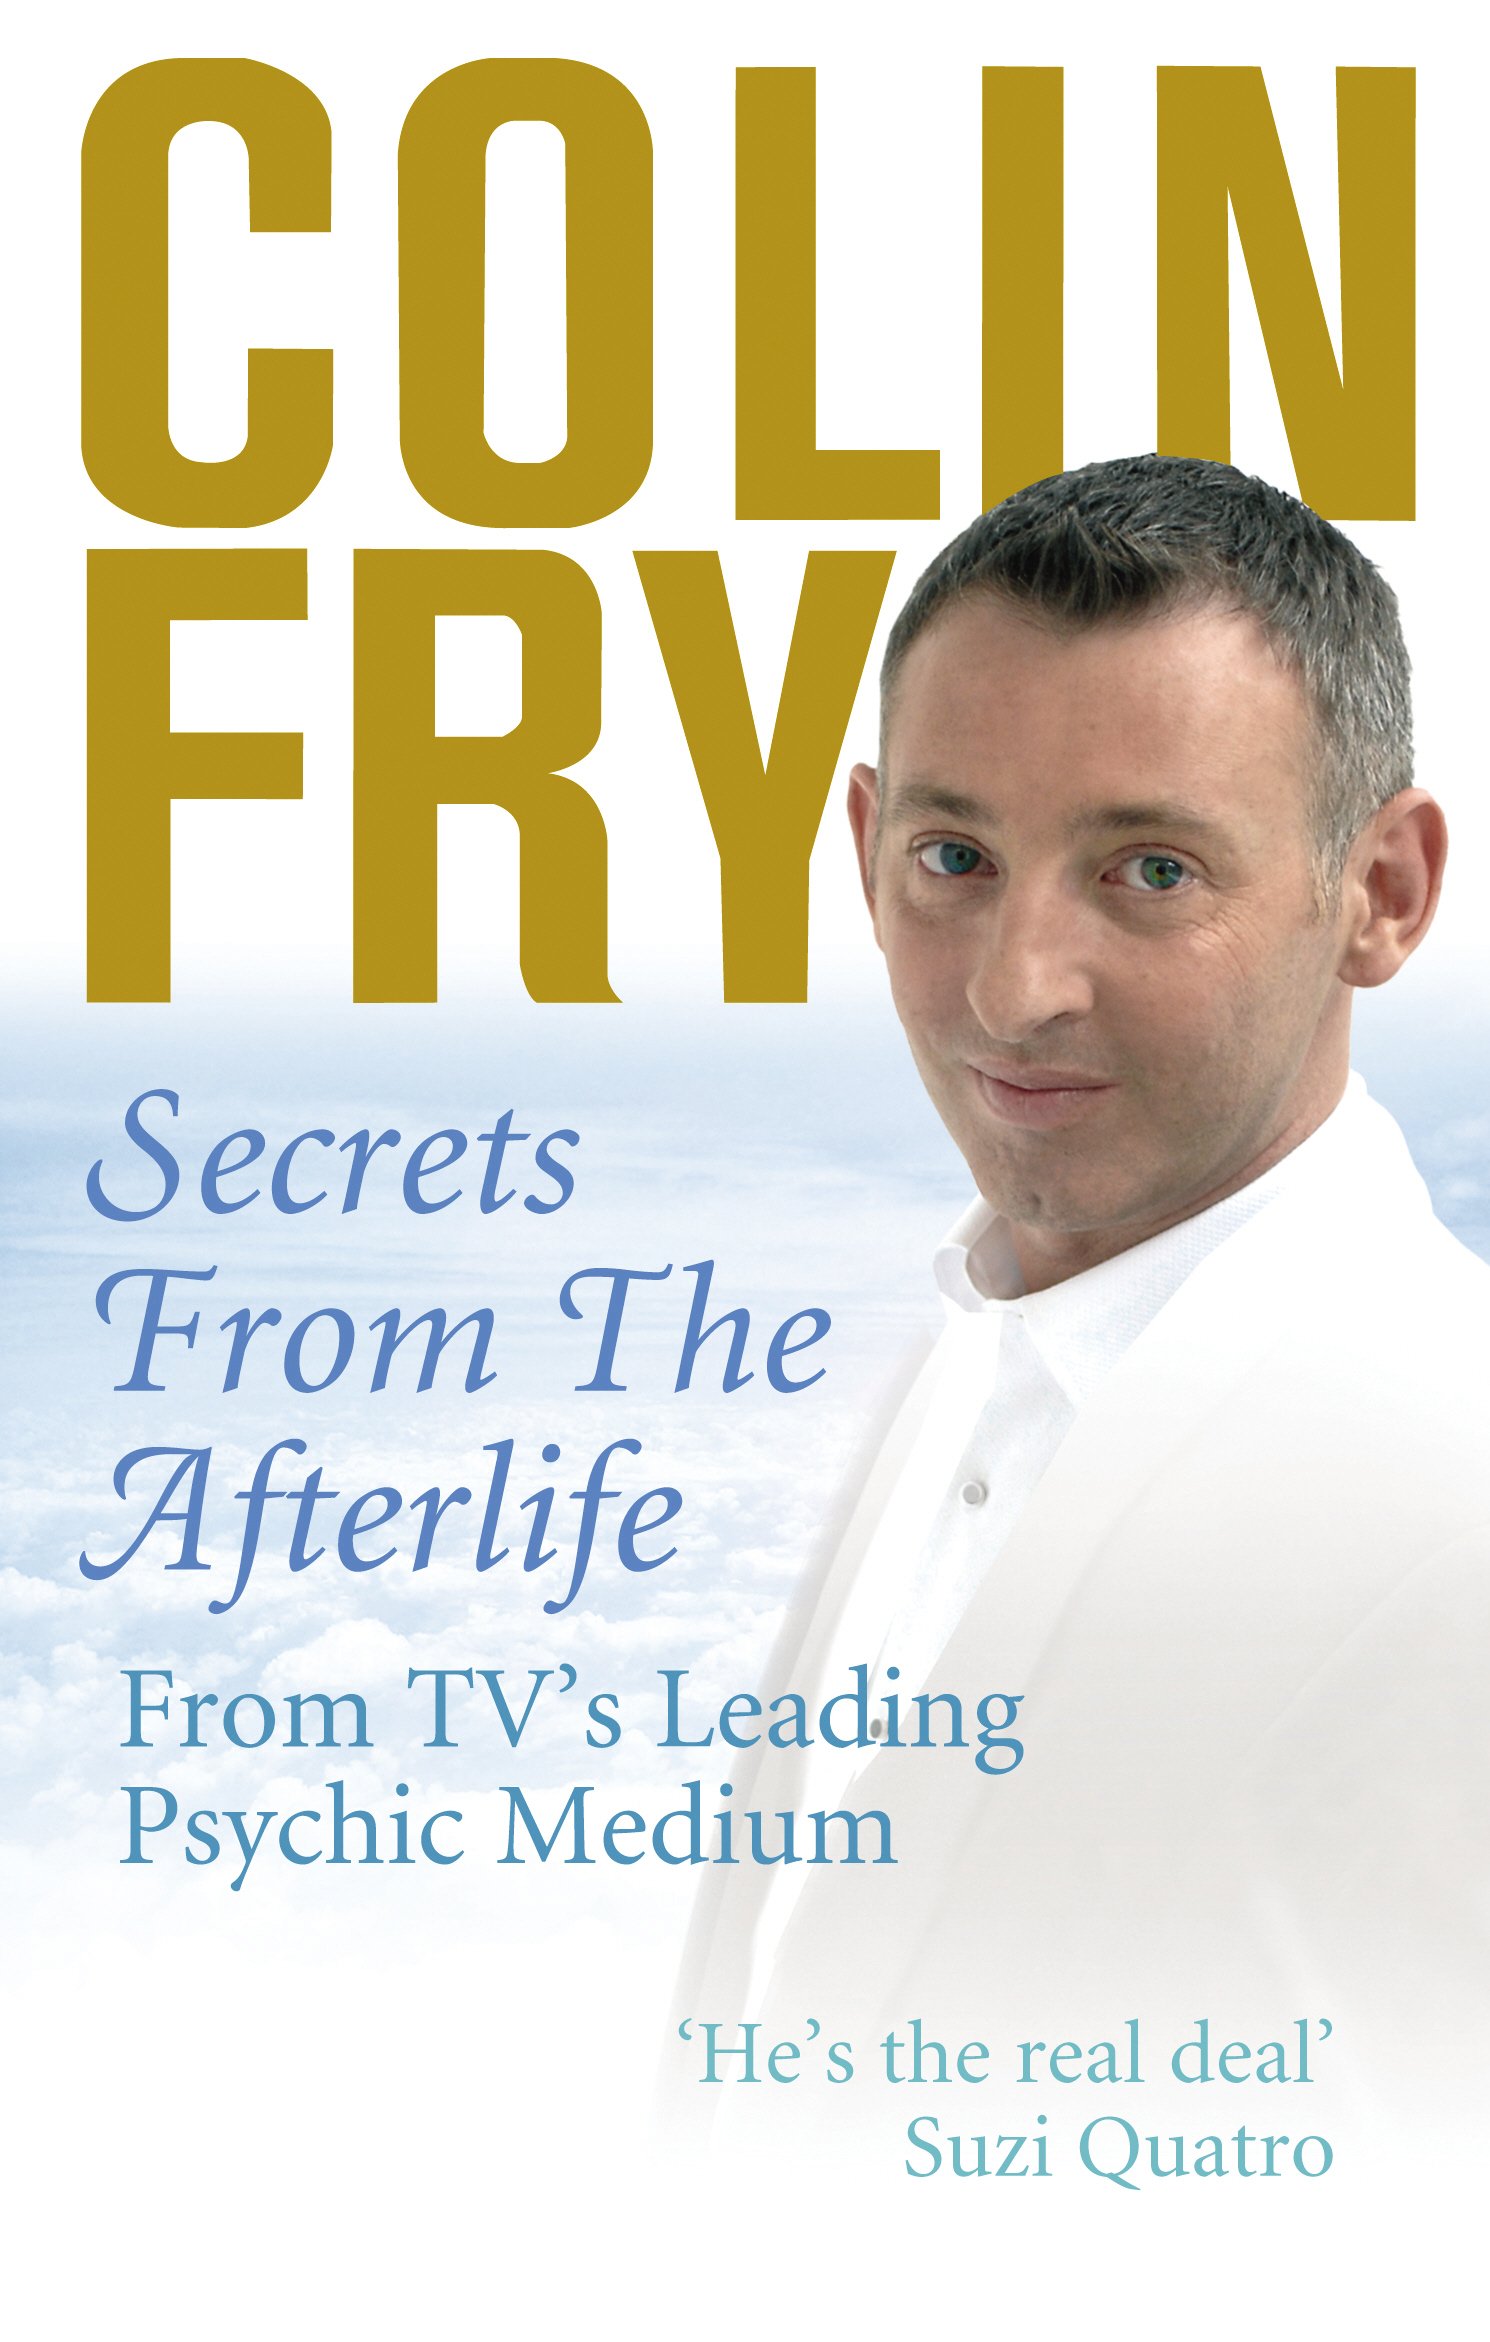 COLIN
FRY
Secrets
From The
Afterlife
From TV’s Leading
Psychic Medium
‘He’s the real deal’
Suzi Quatro